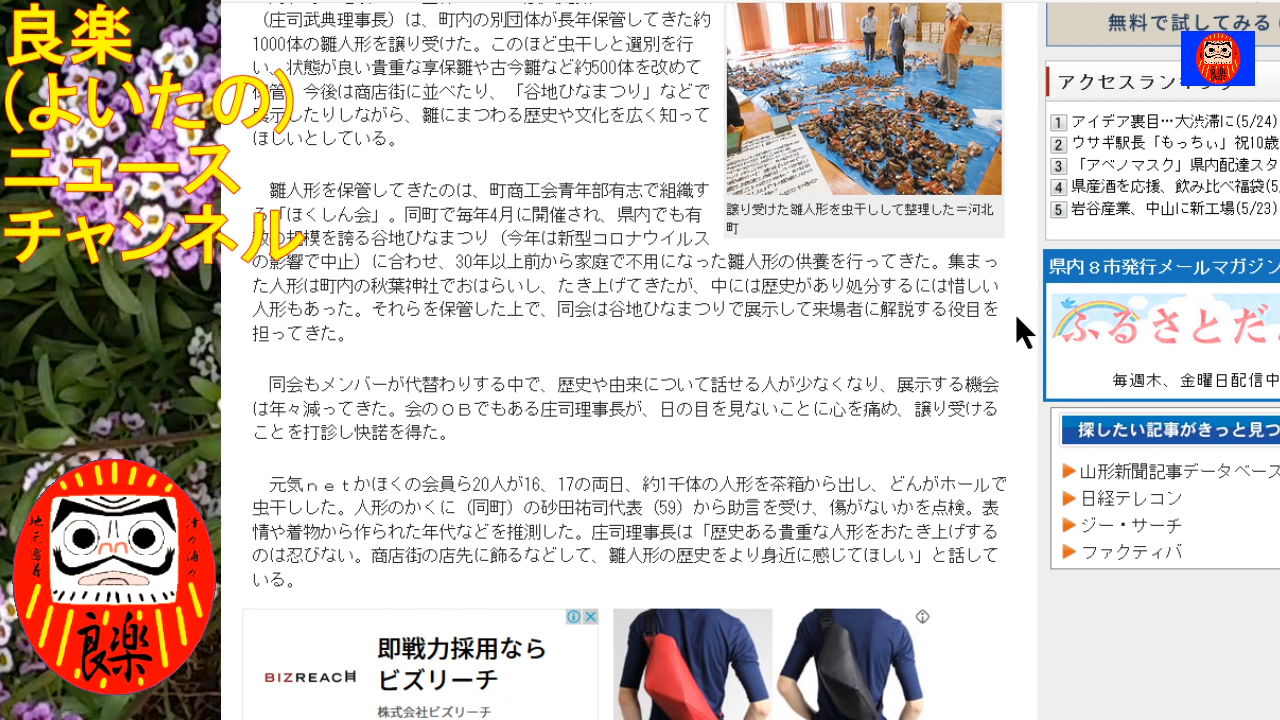 良楽
(よいたの)
ニュース
チャンネル
地元密着
津々浦々
良楽
（庄司武典理事長）は、町内の別団体が長年保管してきた約
1000体の雛人形を譲り受けた。このほど虫干しと選別を行
い、状態が良い貴重な享保雛や古今雛など約500体を改めて
管。今後は商店街に並べたり、「谷地ひなまつり」などで
示したりしながら、雛にまつわる歴史や文化を広く知って
ほしいとしている。
雛人形を保管してきたのは、町商工会青年部有志で組織す
る「ほくしん会」。同町で毎年4月に開催され、県内でも有
数の規模を誇る谷地ひなまつり（今年は新型コロナウイルス
の影響で中止）に合わせ、30年以上前から家庭で不用になった雛人形の供養を行ってきた。集まっ
た人形は町内の秋葉神社でおはらいし、たき上げてきたが、中には歴史があり処分するには惜しい
人形もあった。それらを保管した上で、同会は谷地ひなまつりで展示して来場者に解説する役目を
担ってきた。
同会もメンバーが代替わりする中で、歴史や由来について話せる人が少なくなり、展示する機会
は年々減ってきた。会のＯＢでもある庄司理事長が、日の目を見ないことに心を痛め、譲り受ける
ことを打診し快諾を得た。
元気ｎｅｔかほくの会員ら20人が16、17の両日、約1千体の人形を茶箱から出し、どんがホールで
虫干しした。人形のかくに（同町）の砂田祐司代表（59）から助言を受け、傷がないかを点検。表
情や着物から作られた年代などを推測した。庄司理事長は「歴史ある貴重な人形をおたき上げする
のは忍びない。商店街の店先に飾るなどして、雛人形の歴史をより身近に感じてほしい」と話して
いる。
譲り受けた雛人形を虫干しして整理した＝河北
町
BIZREACH
即戦力採用なら
ビズリーチ
株式会社ビズリーチ
無料で試してみる
アクセスランキング
1 アイデア裏目…大渋滞に(5/24)
2 ウサギ駅長「もっちぃ」祝10歳
3 「アベノマスク」県内配達スタ
4 県産酒を応援、飲み比べ福袋(5
5 岩谷産業、中山に新工場(5/23)
県内８市発行メールマガジン
ふるさとだ
毎週木、金曜日配信中
探したい記事がきっと見つ
山形新聞記事データベース
日経テレコン
ジー・サーチ
ファクティバ